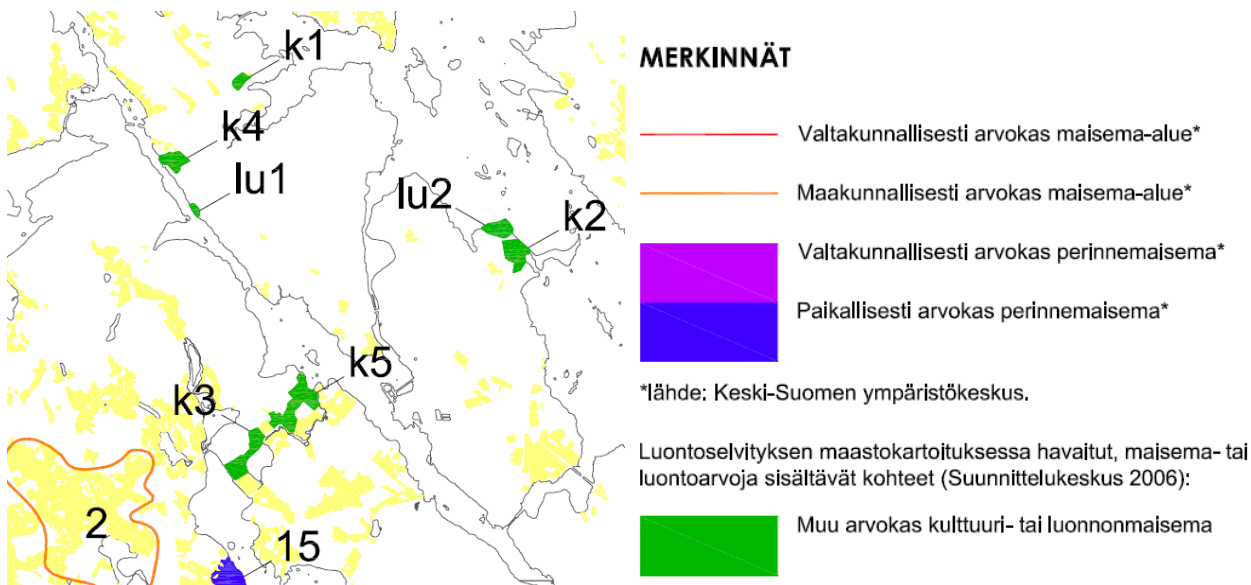 k1
k4
lu1
lu2
k2
k5
k3
2
15
MERKINNÄT
Valtakunnallisesti arvokas maisema-alue*
Maakunnallisesti arvokas maisema-alue*
Valtakunnallisesti arvokas perinnemaisema*
Paikallisesti arvokas perinnemaisema*
*lähde: Keski-Suomen ympäristökeskus.
Luontoselvityksen maastokartoituksessa havaitut, maisema- tai
luontoarvoja sisältävät kohteet (Suunnittelukeskus 2006):
Muu arvokas kulttuuri- tai luonnonmaisema